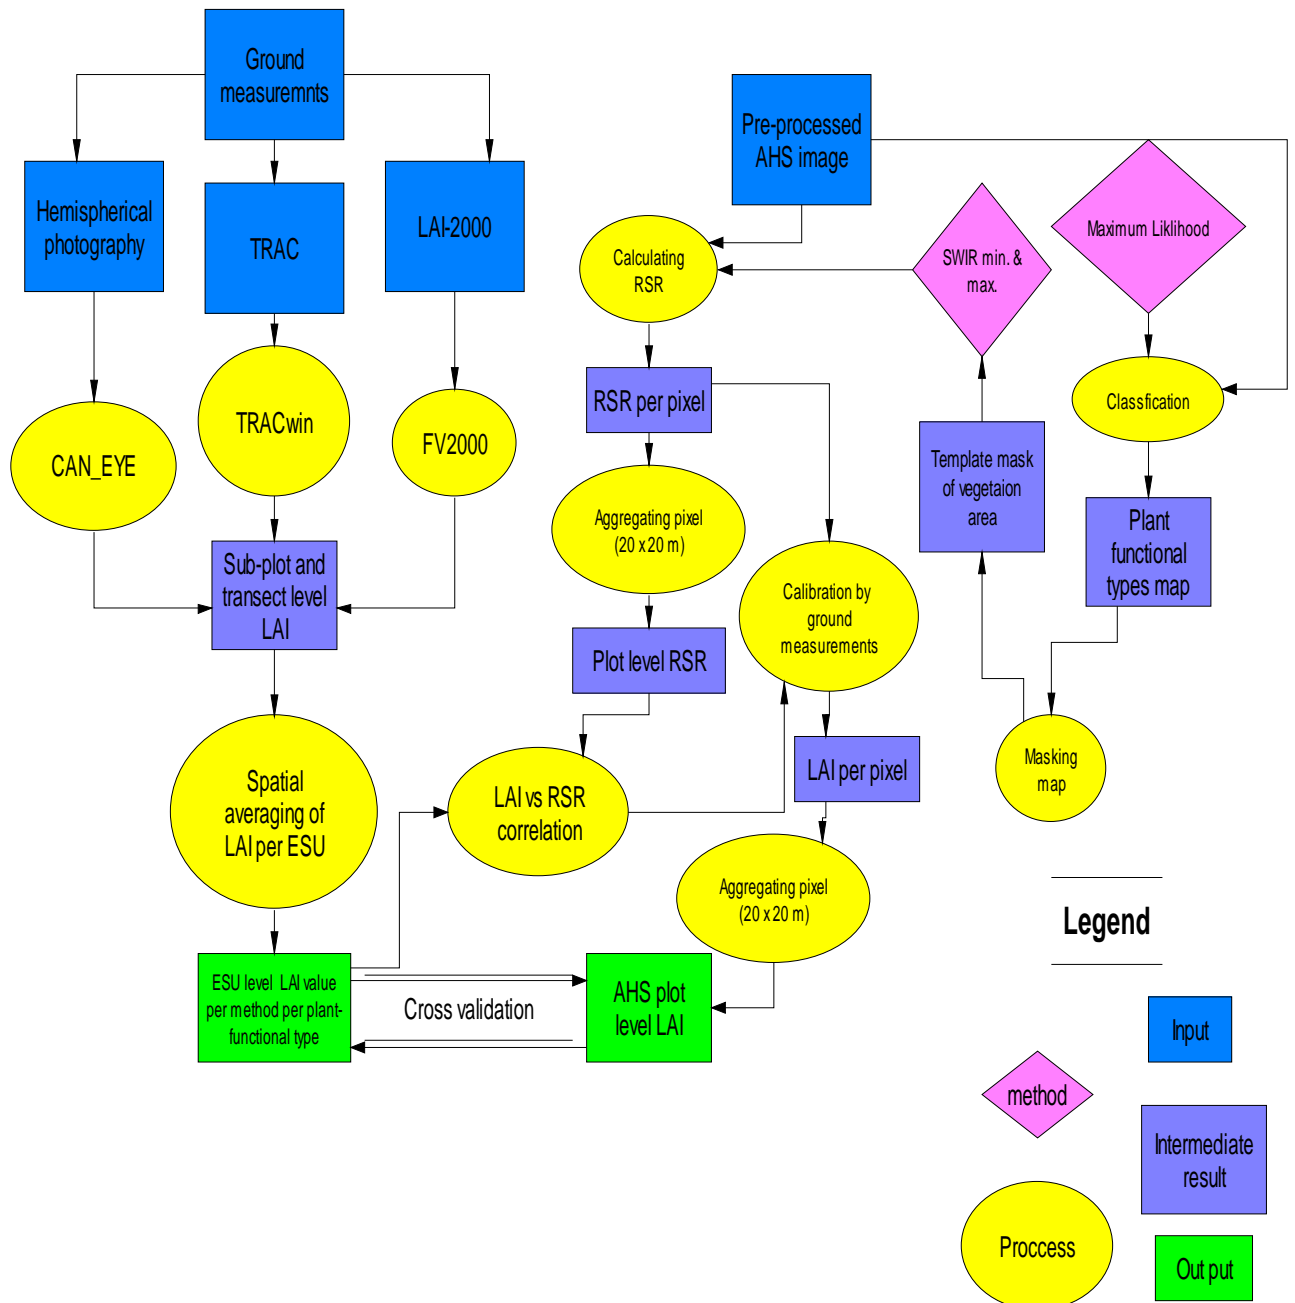 Ground
measuremnts
Hemispherical
photography
TRAC
LAI-2000
CAN_EYE
TRACwin
FV2000
Sub-plot and
transect level
LAI
Spatial
averaging of
LAI per ESU
ESU level LAI value
per method per plant-
functional type
Cross validation
AHS plot
level LAI
Pre-processed
AHS image
Calculating
RSR
RSR per pixel
Aggregating pixel
(20 x 20 m)
Plot level RSR
LAI vs RSR
correlation
Calibration by
ground
measurements
LAI per pixel
Aggregating pixel
(20 x 20 m)
SWIR min. &
max.
Template mask
of vegetaion
area
Maximum Liklihood
Classfication
Plant
functional
types map
Masking
map
Legend
Input
method
Intermediate
result
Proccess
Out put